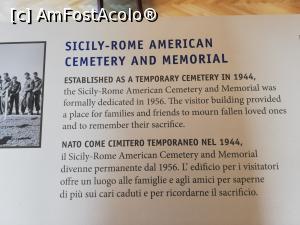 [c] AmFostAcolo®
SICILY-ROME AMERICAN
CEMETERY AND MEMORIAL
ESTABLISHED AS A TEMPORARY CEMETERY IN 1944,
the Sicily-Rome American Cemetery and Memorial was
formally dedicated in 1956. The visitor building provided
a place for families and friends to mourn fallen loved ones
and to remember their sacrifice.
NATO COME CIMITERO TEMPORANEO NEL 1944,
il Sicily-Rome American Cemetery and Memorial
divenne permanente dal 1956. L' edificio per i visitatori
offre un luogo alle famiglie e agli amici per saperne
di più sui cari caduti e per ricordarne il sacrificio.